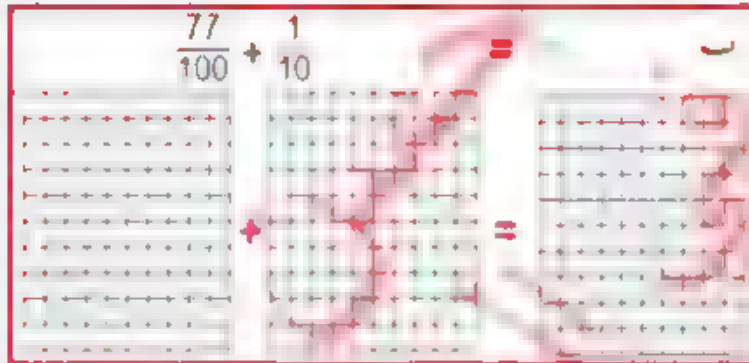 77/100 + 1/10 =
+ =